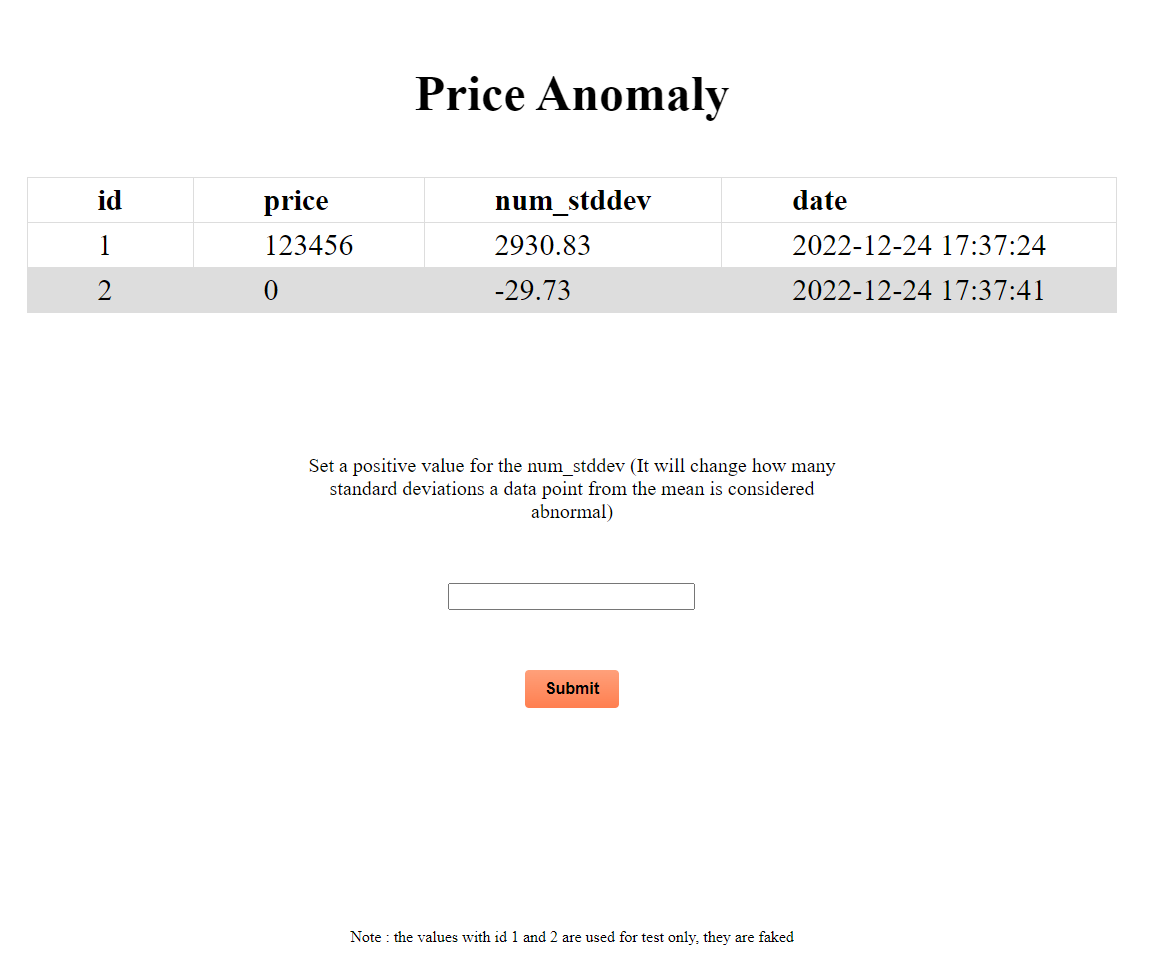 Price Anomaly
id price num_stddev date
1 123456 2930.83 2022-12-24 17:37:24
2 0 -29.73 2022-12-24 17:37:41
Set a positive value for the num_stddev (It will change how many
standard deviations a data point from the mean is considered
abnormal)
Submit
Note : the values with id 1 and 2 are used for test only, they are faked